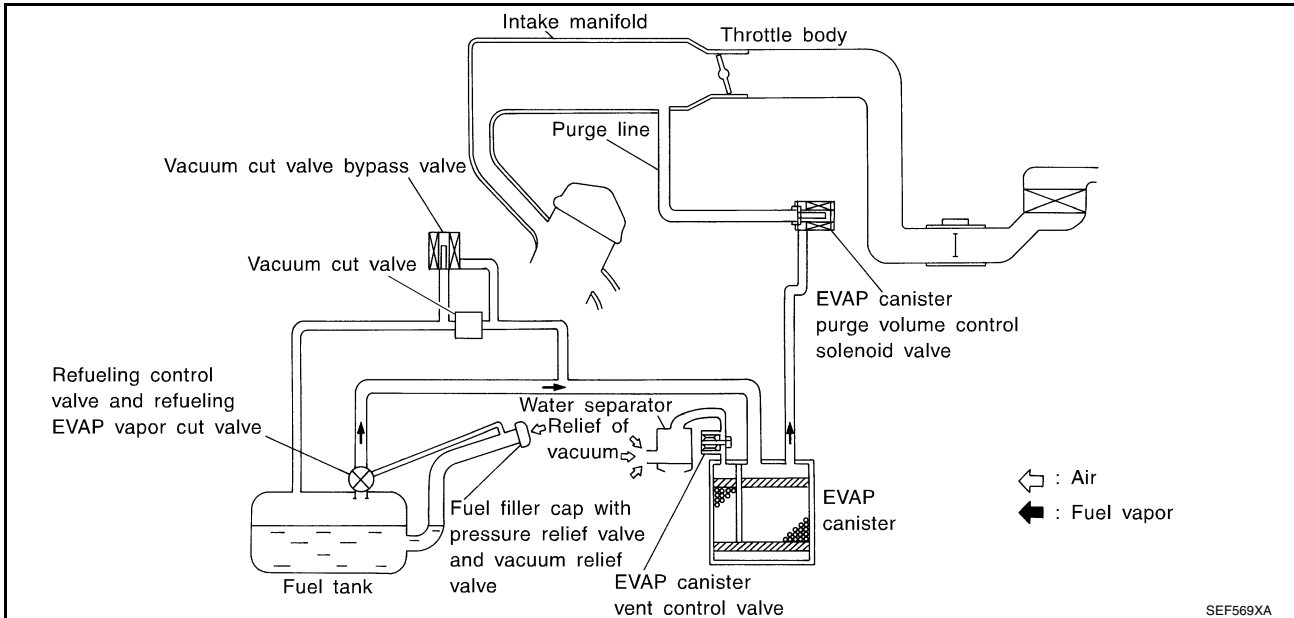 Intake manifold
Throttle body
Purge line
Vacuum cut valve bypass valve
Vacuum cut valve
EVAP canister
purge volume control
solenoid valve
Refueling control
valve and refueling
EVAP vapor cut valve
Water separator
Relief of
vacuum
Fuel filler cap with
pressure relief valve
and vacuum relief
valve
Fuel tank
EVAP canister
vent control valve
EVAP
canister
: Air
: Fuel vapor
SEF569XA